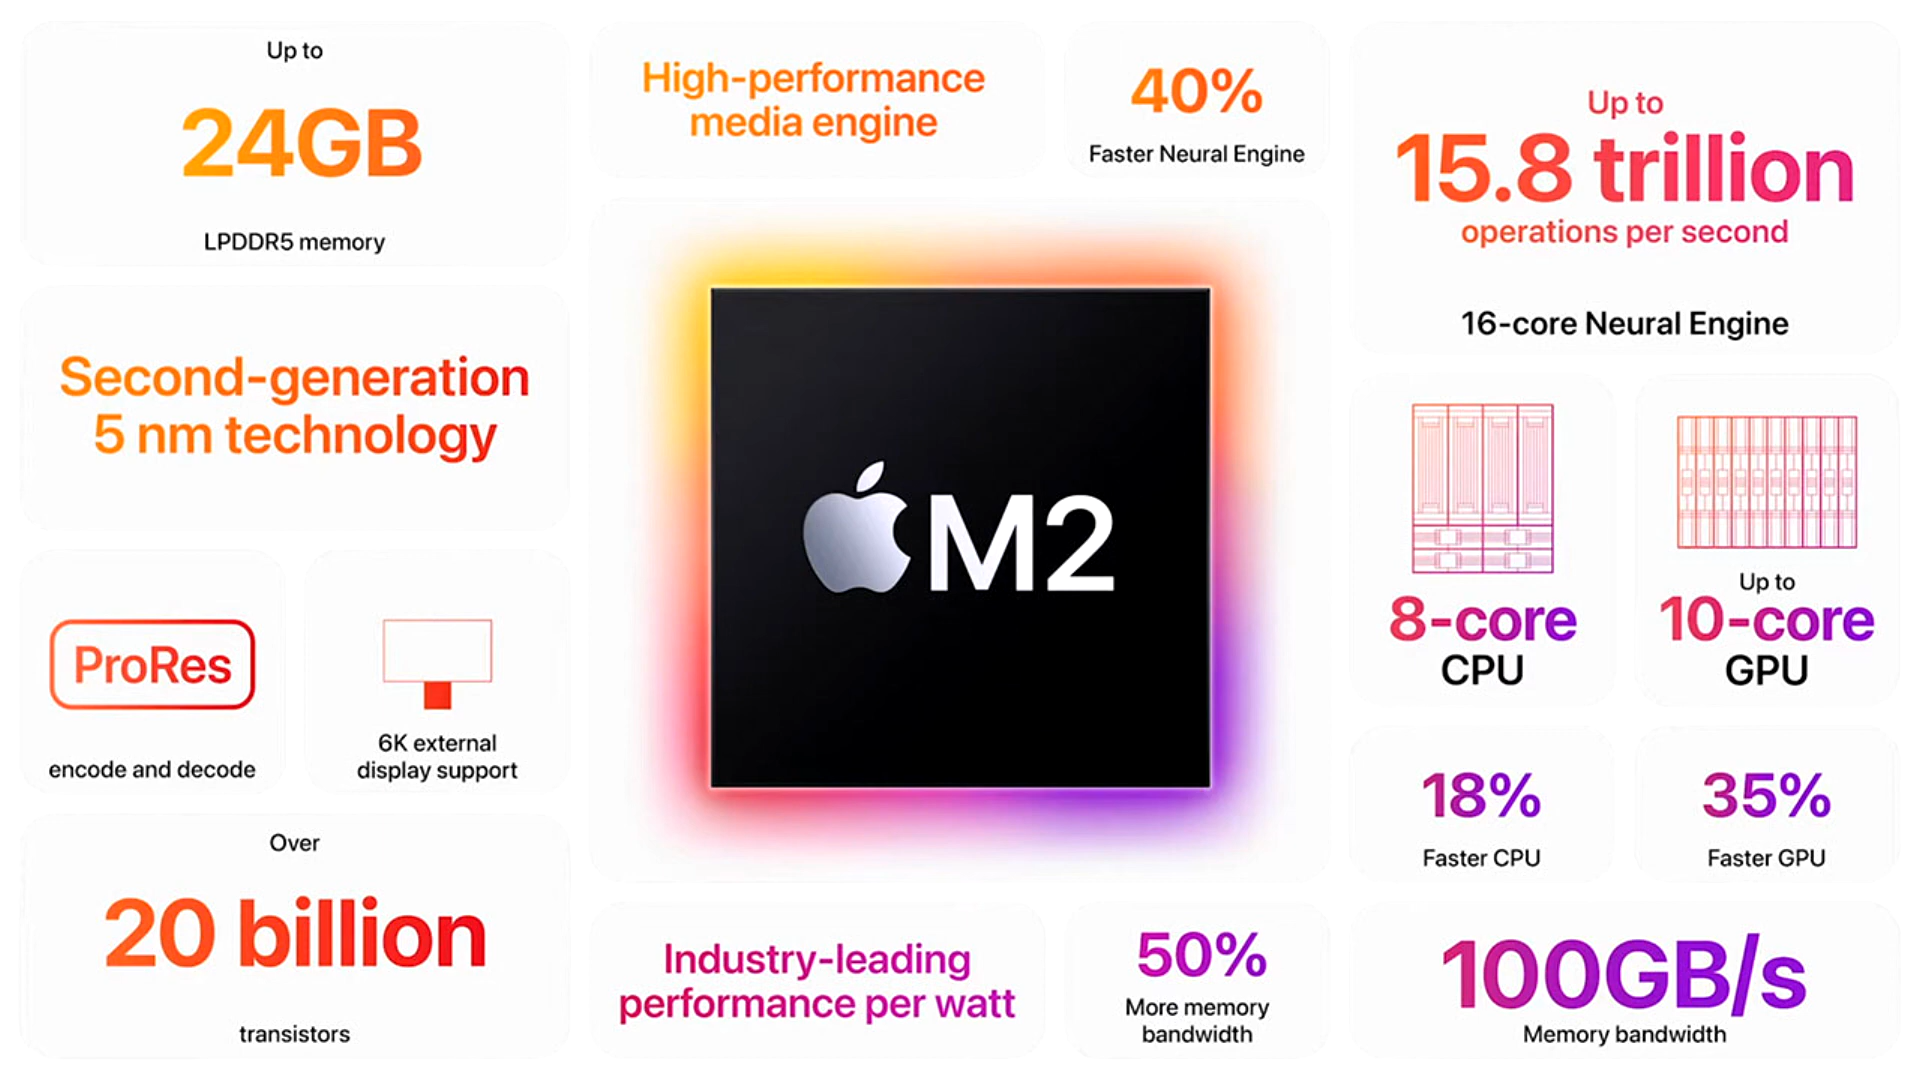 Up to
24GB
LPDDR5 memory
High-performance
media engine
40%
Faster Neural Engine
Up to
15.8 trillion
operations per second
16-core Neural Engine
Second-generation
5 nm technology
M2
8-core
CPU
Up to
10-core
GPU
ProRes
encode and decode
6K external
display support
18%
Faster CPU
35%
Faster GPU
Over
20 billion
transistors
Industry-leading
performance per watt
50%
More memory
bandwidth
100GB/s
Memory bandwidth